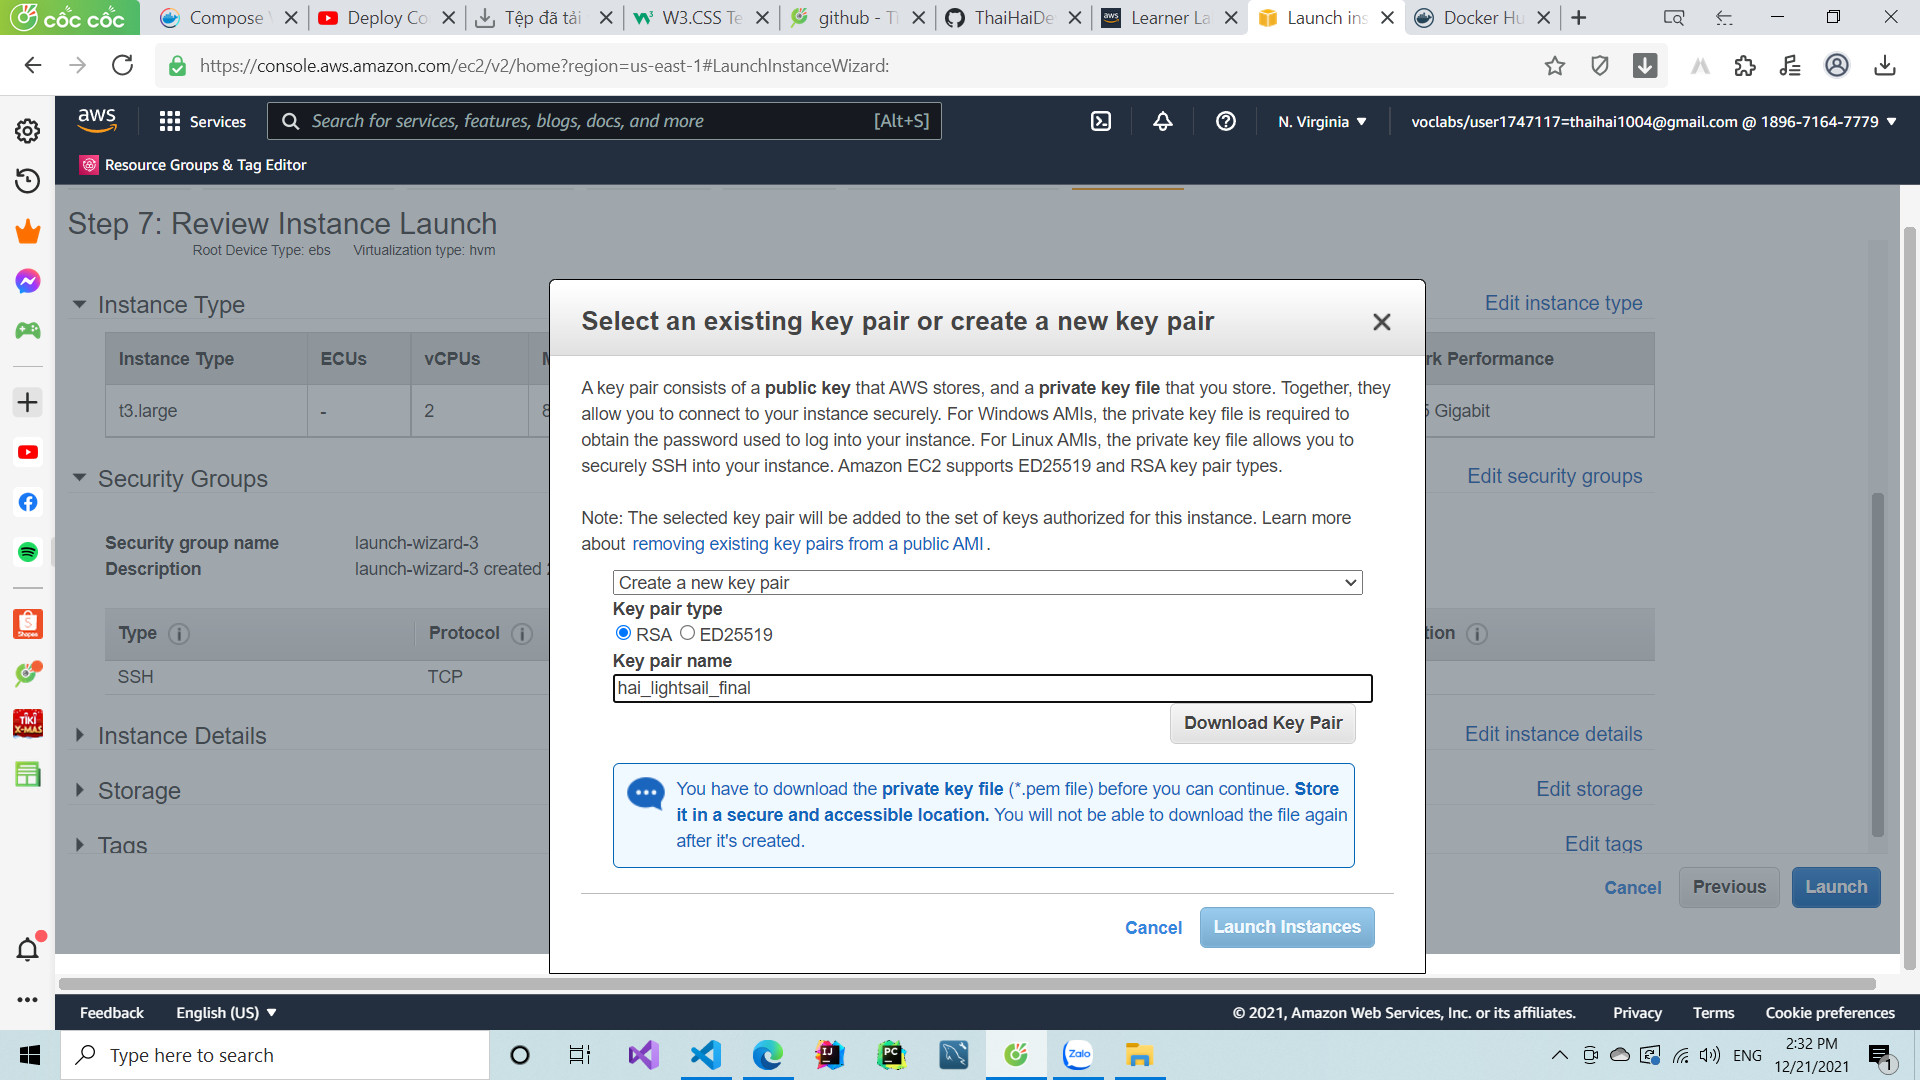 cốc cốc
Compose
Deploy Co
Tệp đã tải
W3.CSS Te
github - T
ThaiHaiDe
Learner La
Launch ins
Docker Hu
https://console.aws.amazon.com/ec2/v2/home?region=us-east-1#LaunchInstanceWizard:
aws
Services
Search for services, features, blogs, docs, and more
[Alt+S]
N. Virginia
voclabs/user1747117=thaihai1004@gmail.com @ 1896-7164-7779
Resource Groups & Tag Editor
Step 7: Review Instance Launch
Root Device Type: ebs Virtualization type: hvm
Instance Type
Edit instance type
Instance Type ECUs vCPUs
rk Performance
t3.large - 2 8
Gigabit
Security Groups
Edit security groups
Security group name launch-wizard-3
Description launch-wizard-3 created
Type Protocol
tion
SSH TCP
Instance Details
Edit instance details
Storage
Edit storage
Tags
Edit tags
Cancel
Previous
Launch
Select an existing key pair or create a new key pair
A key pair consists of a public key that AWS stores, and a private key file that you store. Together, they
allow you to connect to your instance securely. For Windows AMIs, the private key file is required to
obtain the password used to log into your instance. For Linux AMIs, the private key file allows you to
securely SSH into your instance. Amazon EC2 supports ED25519 and RSA key pair types.
Note: The selected key pair will be added to the set of keys authorized for this instance. Learn more
about removing existing key pairs from a public AMI.
Create a new key pair
Key pair type
RSA ED25519
Key pair name
hai_lightsail_final
Download Key Pair
You have to download the private key file (*.pem file) before you can continue. Store
it in a secure and accessible location. You will not be able to download the file again
after it's created.
Cancel
Launch Instances
Feedback
English (US)
© 2021, Amazon Web Services, Inc. or its affiliates.
Privacy
Terms
Cookie preferences
Type here to search
Zalo
ENG
2:32 PM
12/21/2021
1